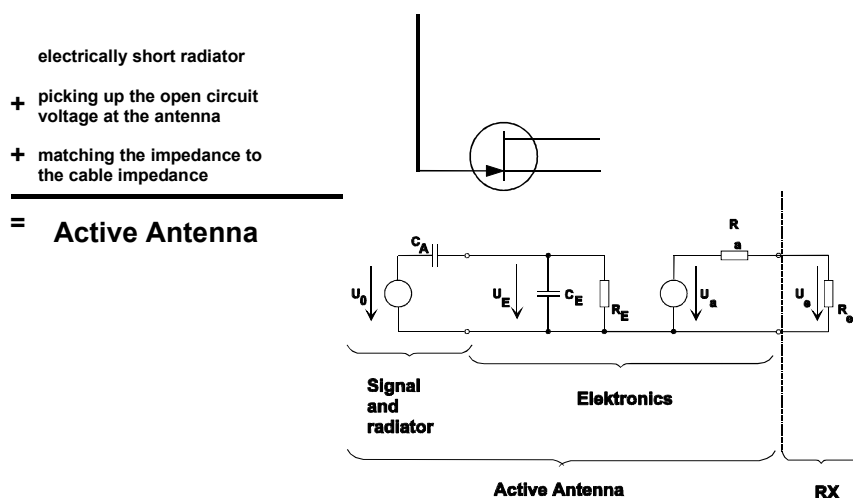 electrically short radiator
+ picking up the open circuit
voltage at the antenna
+ matching the impedance to
the cable impedance
= Active Antenna
R a
C A
U 0
U E
C E
R E
U a
U e
R e
Signal
and
radiator
Elektronics
Active Antenna
RX